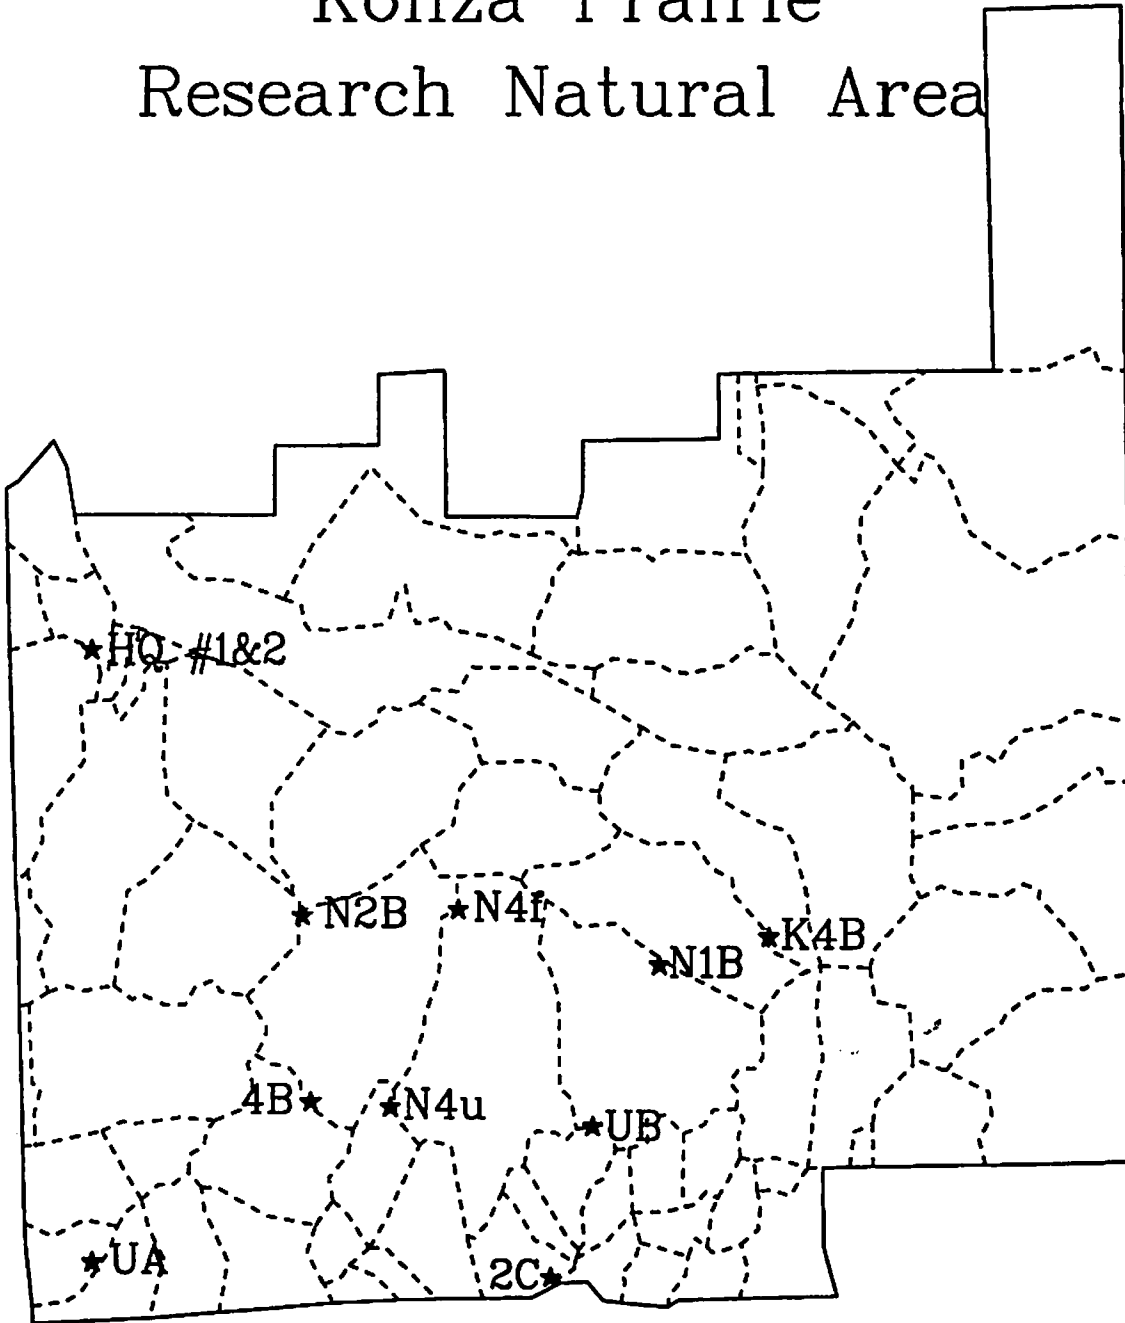 Konza Prairie
Research Natural Area
HQ #1&2
N2B
N4f
K4B
N1B
4B
N4u
UB
UA
2C